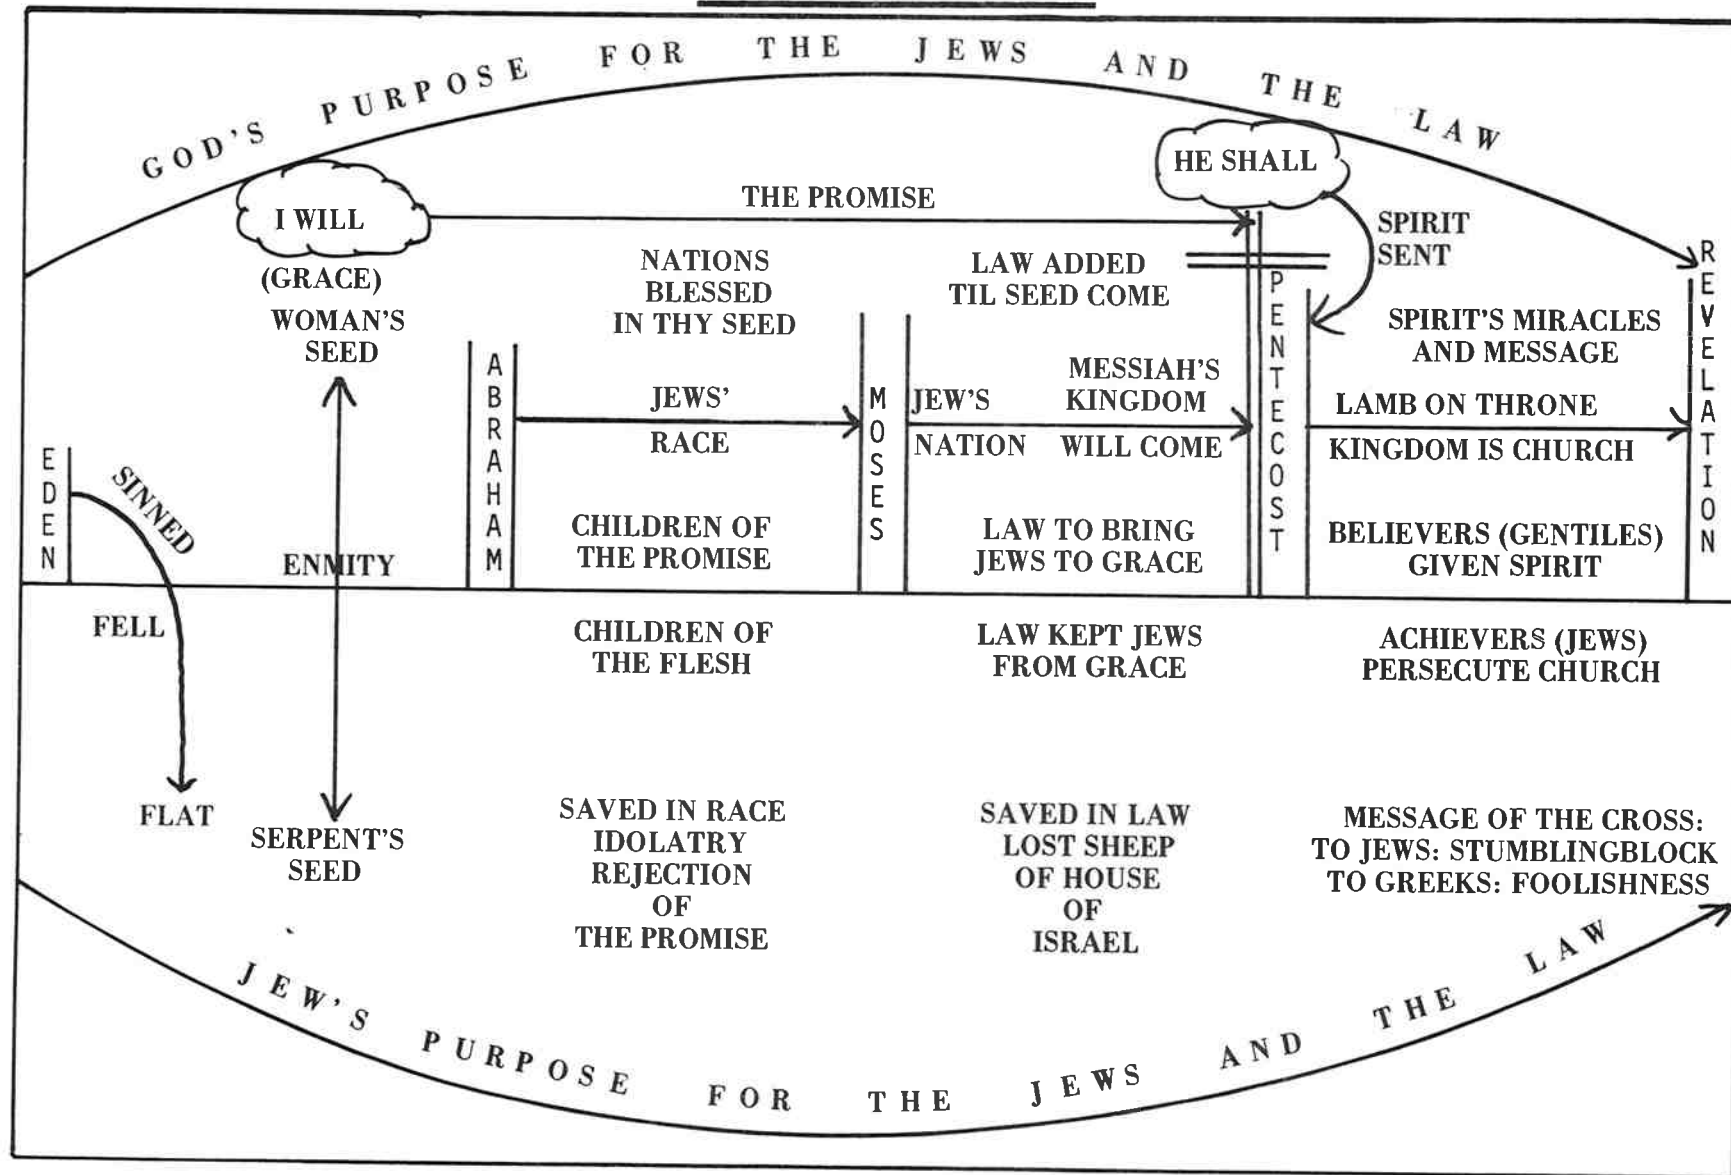 GOD'S PURPOSE FOR THE JEWS AND THE LAW
HE SHALL
THE PROMISE
I WILL
SPIRIT
SENT
(GRACE)
WOMAN'S
SEED
NATIONS
BLESSED
IN THY SEED
LAW ADDED
TIL SEED COME
SPIRIT'S MIRACLES
AND MESSAGE
EDEN
SINNED
FELL
FLAT
ENMITY
SERPENT'S
SEED
ABRAHAM
JEWS'
RACE
CHILDREN OF
THE PROMISE
MOSES
JEW'S
NATION
MESSIAH'S
KINGDOM
WILL COME
LAW TO BRING
JEWS TO GRACE
PENTECOST
LAMB ON THRONE
KINGDOM IS CHURCH
BELIEVERS (GENTILES)
GIVEN SPIRIT
REVELATION
CHILDREN OF
THE FLESH
LAW KEPT JEWS
FROM GRACE
ACHIEVERS (JEWS)
PERSECUTE CHURCH
SAVED IN RACE
IDOLATRY
REJECTION
OF
THE PROMISE
SAVED IN LAW
LOST SHEEP
OF HOUSE
OF
ISRAEL
MESSAGE OF THE CROSS:
TO JEWS: STUMBLINGBLOCK
TO GREEKS: FOOLISHNESS
JEW'S PURPOSE FOR THE JEWS AND THE LAW